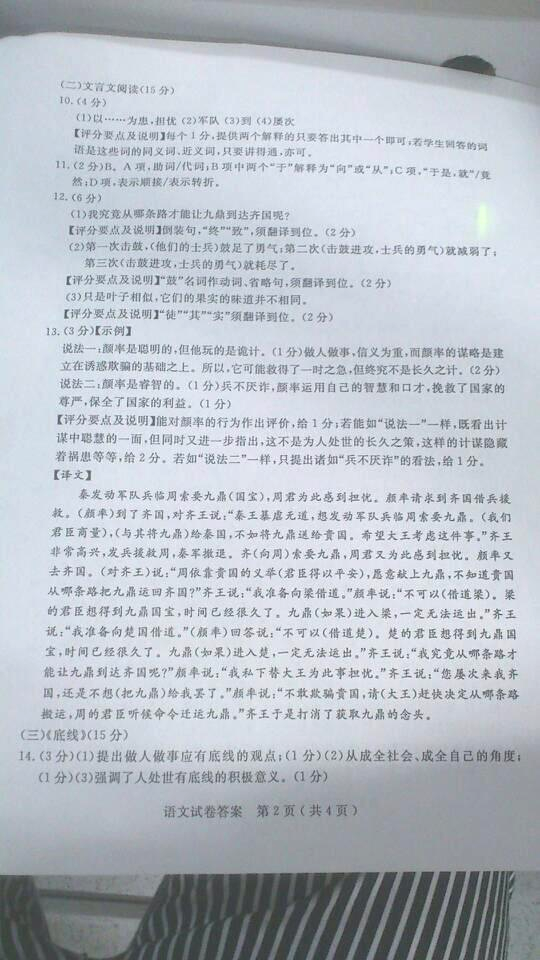 (二)文言文阅读(15分)
10.(4分)
(1)以……为患,担忧 (2)军队 (3)到 (4)屡次
【评分要点及说明】每个1分,提供两个解释的只要答出其中一个即可;若学生回答的词
语是这些词的同义词、近义词,只要讲得通,亦可。
11.(2分)B。A项,助词/代词;B项中两个“于”解释为“向”或“从”;C项,“于是,就”/竟
然;D项,表示顺接/表示转折。
12.(6分)
(1)我究竟从哪条路才能让九鼎到达齐国呢?
【评分要点及说明】倒装句,“终”“致”,须翻译到位。(2分)
(2)第一次击鼓,(他们的士兵)鼓足了勇气;第二次(击鼓进攻,士兵的勇气)就减弱了;
第三次(击鼓进攻,士兵的勇气)就耗尽了。
【评分要点及说明】“鼓”名词作动词、省略句,须翻译到位。(2分)
(3)只是叶子相似,它们的果实的味道并不相同。
【评分要点及说明】“徒”“其”“实”须翻译到位。(2分)
13.(3分)【示例】
说法一:颜率是聪明的,但他玩的是诡计。(1分)做人做事,信义为重,而颜率的谋略是建
立在诱惑欺骗的基础之上。所以,它可能救得了一时之急,但终究不是长久之计。(2分)
说法二:颜率是睿智的。(1分)兵不厌诈,颜率运用自己的智慧和口才,挽救了国家的
尊严,保全了国家的利益。(1分)
【评分要点及说明】能对颜率的行为作出评价,给1分;若能如“说法一”一样,既看出计
谋中聪慧的一面,但同时又进一步指出,这不是为人处世的长久之策,这样的计谋隐藏
着祸患等等,给2分。若如“说法二”一样,只提出诸如“兵不厌诈”的看法,给1分。
【译文】
秦发动军队兵临周索要九鼎(国宝),周君为此感到担忧。颜率请求到齐国借兵援
救。(颜率)到了齐国,对齐王说:“秦王暴虐无道,想发动军队兵临周索要九鼎。(我们
君臣商量),(与其将九鼎)给秦国,不如将九鼎送给贵国。希望大王考虑这件事。”齐王
非常高兴,发兵援救周,秦军撤退。齐(向周)索要九鼎,周君又为此感到担忧。颜率又
去齐国。(对齐王)说:“周依靠贵国的义举(君臣得以平安),愿意献上九鼎,不知道贵国
从哪条路把九鼎运回齐国?”齐王说:“我准备向梁借道。”颜率说:“不可以(借道梁)。梁
的君臣想得到九鼎国宝,时间已经很久了。九鼎(如果)进入梁,一定无法运出。”齐王
说:“我准备向楚国借道。”(颜率)回答说:“不可以(借道楚)。楚的君臣想得到九鼎国
宝,时间已经很久了。九鼎(如果)进入楚,一定无法运出。”齐王说:“我究竟从哪条路才
能让九鼎到达齐国呢?”颜率说:“我私下替大王为此事担忧。”齐王说:“您屡次来我齐
国,还是不想(把九鼎)给我罢了。”颜率说:“不敢欺骗贵国,请(大王)赶快决定从哪条路
搬运,周的君臣听候命令迁运九鼎。”齐王于是打消了获取九鼎的念头。
(三)《底线》(15分)
14.(3分)(1)提出做人做事应有底线的观点;(1分)(2)从成全社会、成全自己的角度;
(1分)(3)强调了人处世有底线的积极意义。(1分)
语文试卷答案 第2页(共4页)